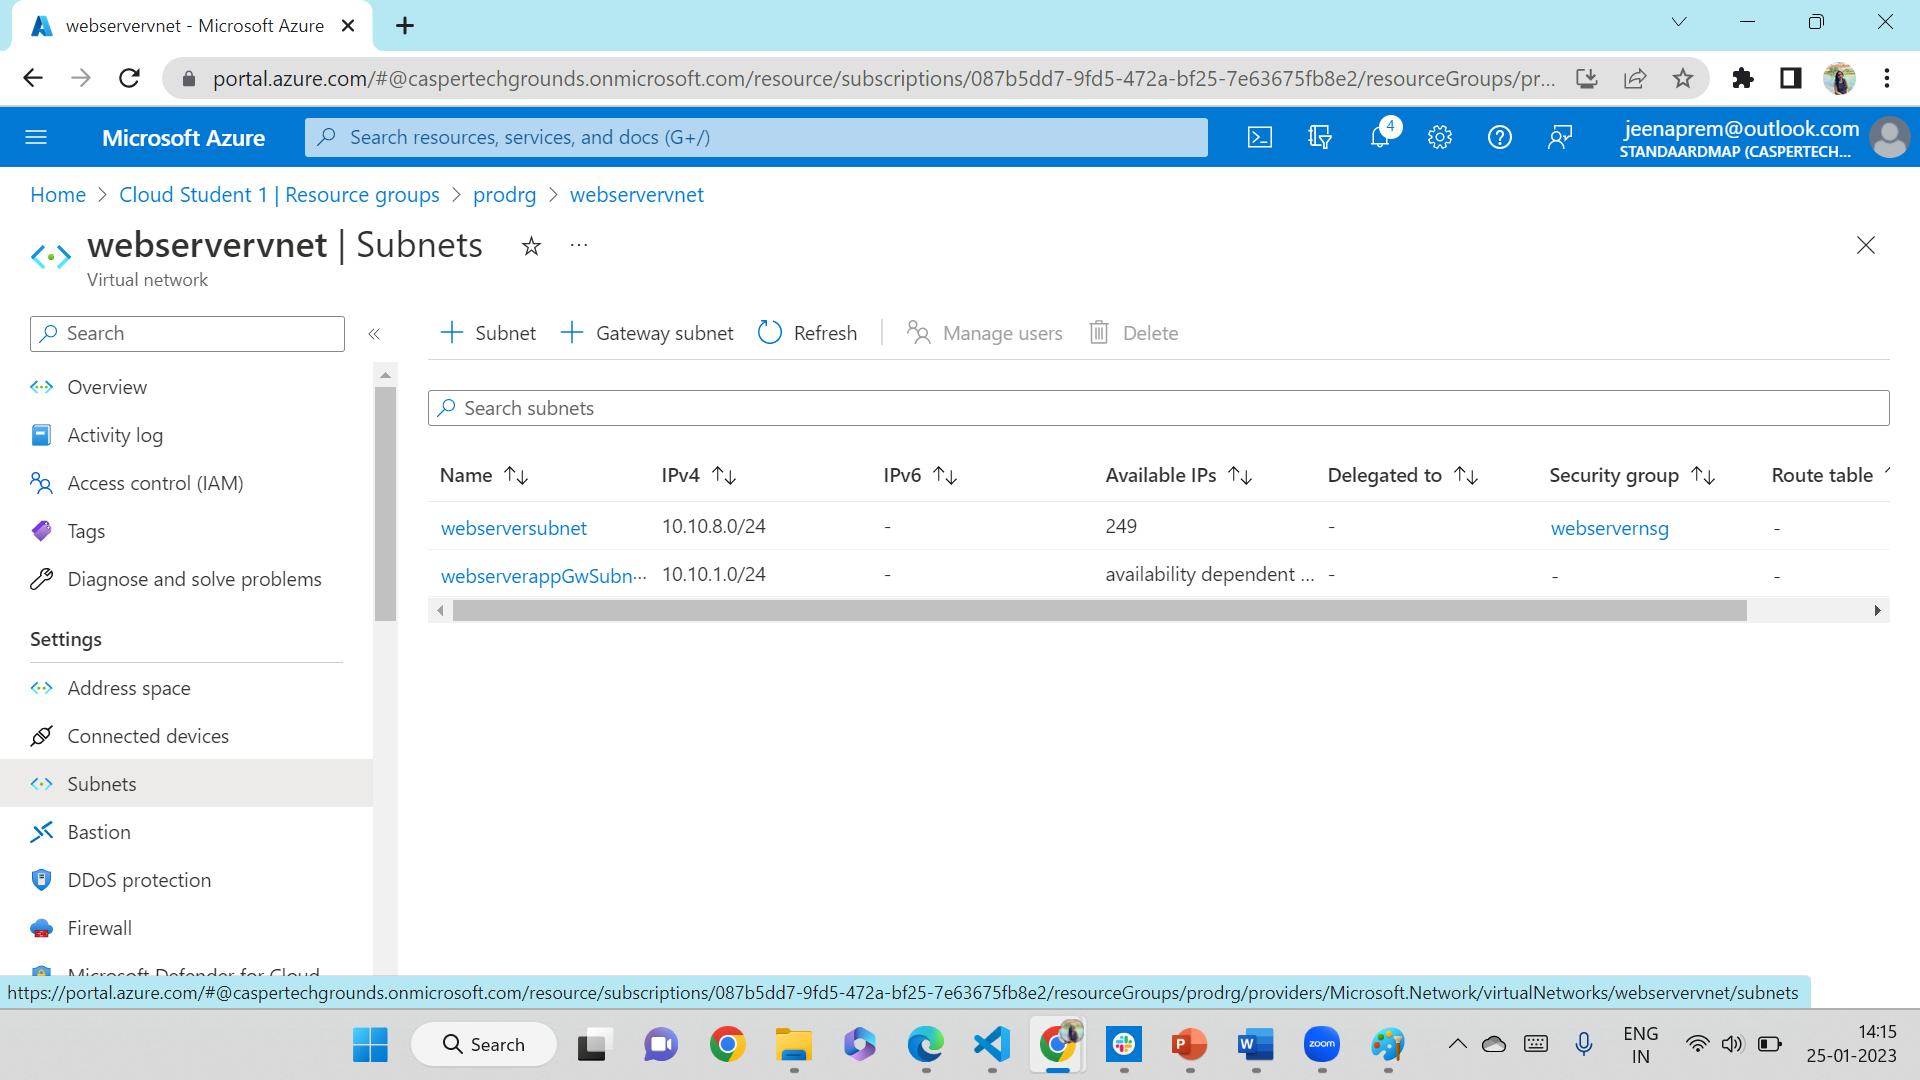 webservervnet - Microsoft Azure
portal.azure.com/#@caspertechgrounds.onmicrosoft.com/resource/subscriptions/087b5dd7-9fd5-472a-bf25-7e63675fb8e2/resourceGroups/pr...
Microsoft Azure
Search resources, services, and docs (G+/)
4
jeenaprem@outlook.com
STANDAARDMAP (CASPERTECH...
Home > Cloud Student 1 | Resource groups > prodrg > webservervnet
webservervnet | Subnets
Virtual network
Search
Subnet
Gateway subnet
Refresh
Manage users
Delete
Overview
Activity log
Access control (IAM)
Tags
Diagnose and solve problems
Settings
Address space
Connected devices
Subnets
Bastion
DDoS protection
Firewall
Microsoft Defender for Cloud
Search subnets
Name IPv4 IPv6 Available IPs Delegated to Security group Route table
webserversubnet 10.10.8.0/24 - 249 - webservernsg -
webserverappGwSubn... 10.10.1.0/24 - availability dependent ... - - -
https://portal.azure.com/#@caspertechgrounds.onmicrosoft.com/resource/subscriptions/087b5dd7-9fd5-472a-bf25-7e63675fb8e2/resourceGroups/prodrg/providers/Microsoft.Network/virtualNetworks/webservervnet/subnets
Search
zoom
ENG
IN
14:15
25-01-2023